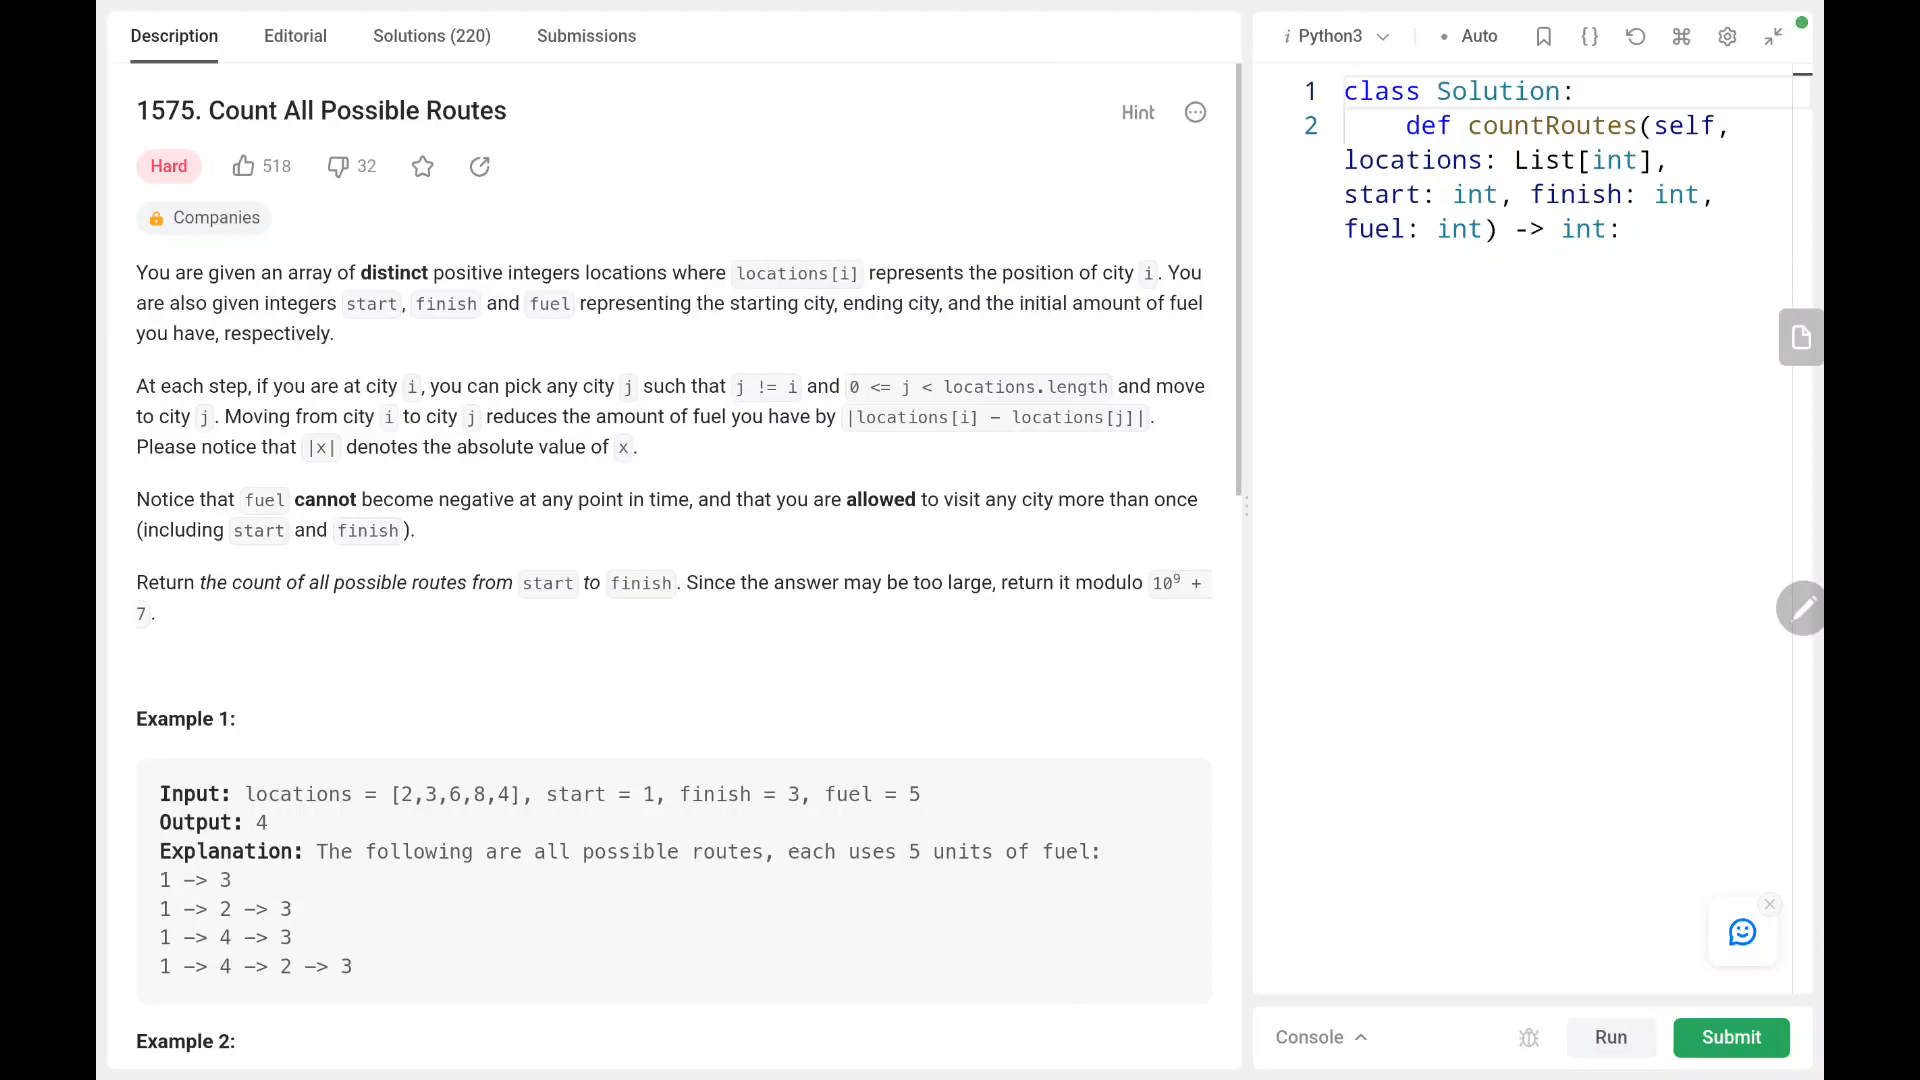 Description Editorial Solutions (220) Submissions
1575. Count All Possible Routes Hint
Hard 518 32
Companies
You are given an array of distinct positive integers locations where locations[i] represents the position of city i. You
are also given integers start, finish and fuel representing the starting city, ending city, and the initial amount of fuel
you have, respectively.
At each step, if you are at city i, you can pick any city j such that j != i and 0 <= j < locations.length and move
to city j. Moving from city i to city j reduces the amount of fuel you have by |locations[i] − locations[j]|.
Please notice that |x| denotes the absolute value of x.
Notice that fuel cannot become negative at any point in time, and that you are allowed to visit any city more than once
(including start and finish).
Return the count of all possible routes from start to finish. Since the answer may be too large, return it modulo 10⁹ +
7.
Example 1:
Input: locations = [2,3,6,8,4], start = 1, finish = 3, fuel = 5
Output: 4
Explanation: The following are all possible routes, each uses 5 units of fuel:
1 −> 3
1 −> 2 −> 3
1 −> 4 −> 3
1 −> 4 −> 2 −> 3
Example 2:
i Python3 • Auto
1 class Solution:
2 def countRoutes(self,
locations: List[int],
start: int, finish: int,
fuel: int) -> int:
Console Run Submit